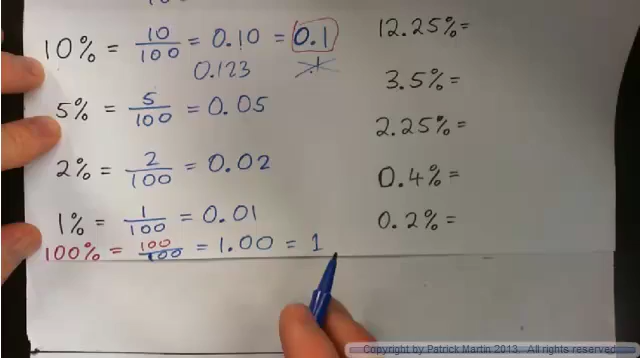 10% = 10/100 = 0.10 = 0.1
0.123 .1
5% = 5/100 = 0.05
2% = 2/100 = 0.02
1% = 1/100 = 0.01
100% = 100/100 = 1.00 = 1
12.25% =
3.5% =
2.25% =
0.4% =
0.2% =
Copyright by Patrick Martin 2013. All rights reserved